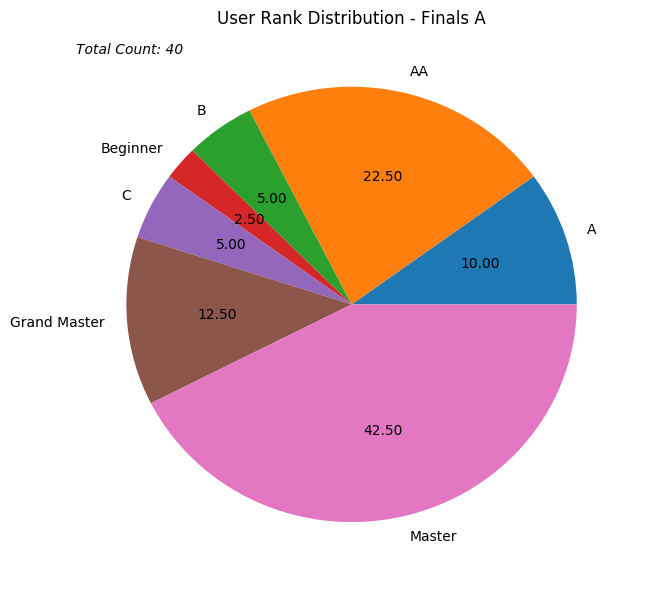 User Rank Distribution - Finals A
Total Count: 40
AA
B
Beginner
22.50
C
5.00
A
2.50
5.00
10.00
12.50
Grand Master
42.50
Master